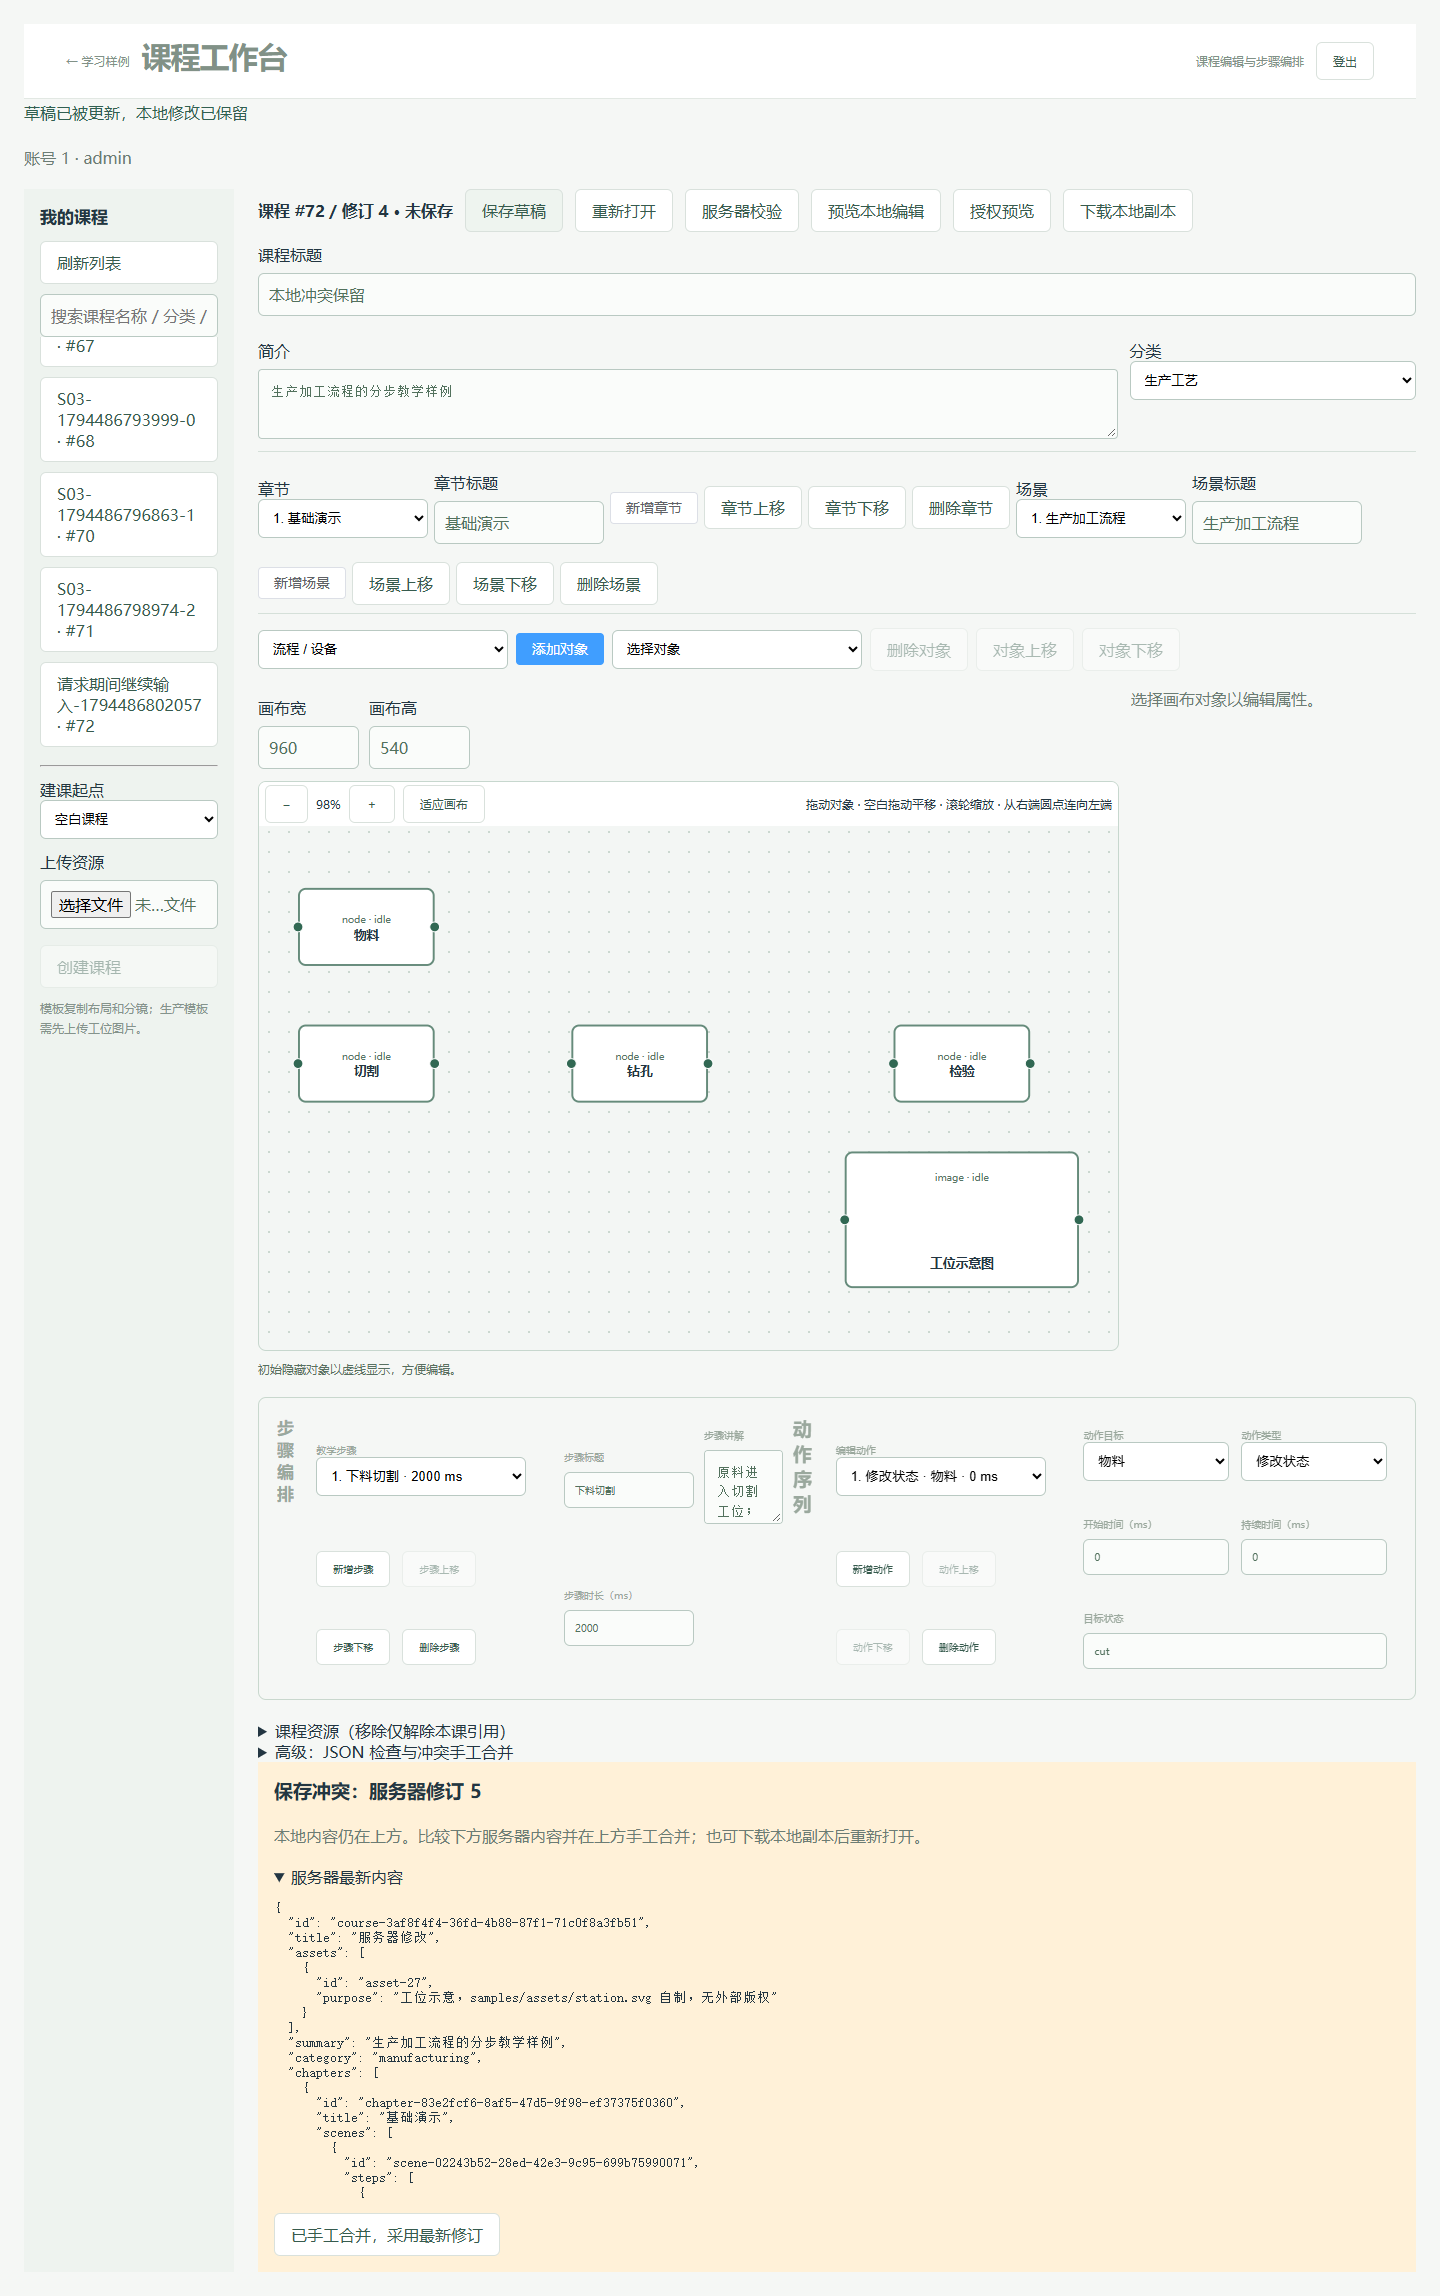 ← 学习样例 课程工作台 课程编辑与步骤编排 登出
草稿已被更新，本地修改已保留
账号 1 · admin
我的课程
刷新列表
搜索课程名称 / 分类 /
· #67
S03-
1794486793999-0
· #68
S03-
1794486796863-1
· #70
S03-
1794486798974-2
· #71
请求期间继续输
入-1794486802057
· #72
建课起点
空白课程
上传资源
选择文件 未...文件
创建课程
模板复制布局和分镜；生产模板
需先上传工位图片。
课程 #72 / 修订 4 • 未保存 保存草稿 重新打开 服务器校验 预览本地编辑 授权预览 下载本地副本
课程标题
本地冲突保留
简介 分类
生产加工流程的分步教学样例 生产工艺
章节 章节标题 场景 场景标题
1. 基础演示 基础演示 新增章节 章节上移 章节下移 删除章节 1. 生产加工流程 生产加工流程
新增场景 场景上移 场景下移 删除场景
流程 / 设备 添加对象 选择对象 删除对象 对象上移 对象下移
画布宽 画布高 选择画布对象以编辑属性。
960 540
− 98% + 适应画布 拖动对象 · 空白拖动平移 · 滚轮缩放 · 从右端圆点连向左端
node · idle
物料
node · idle node · idle node · idle
切割 钻孔 检验
image · idle
工位示意图
初始隐藏对象以虚线显示，方便编辑。
步骤编排
教学步骤
1. 下料切割 · 2000 ms
新增步骤 步骤上移
步骤下移 删除步骤
步骤标题
下料切割
步骤时长（ms）
2000
步骤讲解
原料进
入切割
工位；
动作序列
编辑动作
1. 修改状态 · 物料 · 0 ms
新增动作 动作上移
动作下移 删除动作
动作目标 动作类型
物料 修改状态
开始时间（ms） 持续时间（ms）
0 0
目标状态
cut
▶ 课程资源（移除仅解除本课引用）
▶ 高级：JSON 检查与冲突手工合并
保存冲突：服务器修订 5
本地内容仍在上方。比较下方服务器内容并在上方手工合并；也可下载本地副本后重新打开。
▼ 服务器最新内容
{
"id": "course-3af8f4f4-36fd-4b88-87f1-71c0f8a3fb51",
"title": "服务器修改",
"assets": [
{
"id": "asset-27",
"purpose": "工位示意，samples/assets/station.svg 自制，无外部版权"
}
],
"summary": "生产加工流程的分步教学样例",
"category": "manufacturing",
"chapters": [
{
"id": "chapter-83e2fcf6-8af5-47d5-9f98-ef37375f0360",
"title": "基础演示",
"scenes": [
{
"id": "scene-02243b52-28ed-42e3-9c95-699b75990071",
"steps": [
{
已手工合并，采用最新修订